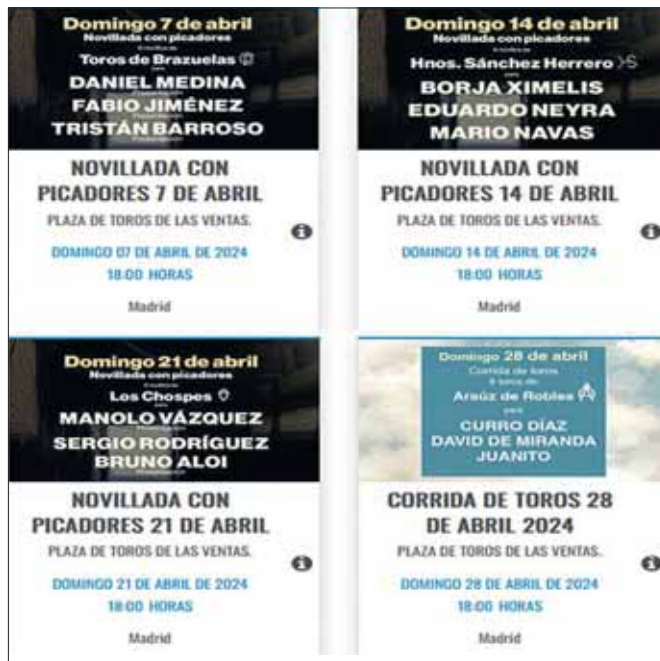 Domingo 7 de abril
Novillada con picadores
Toros de Brazuelas
para
DANIEL MEDINA
FABIO JIMÉNEZ
TRISTÁN BARROSO
NOVILLADA CON
PICADORES 7 DE ABRIL
PLAZA DE TOROS DE LAS VENTAS.
DOMINGO 07 DE ABRIL DE 2024
18:00 HORAS
Madrid
Domingo 14 de abril
Novillada con picadores
Hnos. Sánchez Herrero
para
BORJA XIMELIS
EDUARDO NEYRA
MARIO NAVAS
NOVILLADA CON
PICADORES 14 DE ABRIL
PLAZA DE TOROS DE LAS VENTAS.
DOMINGO 14 DE ABRIL DE 2024
18:00 HORAS
Madrid
Domingo 21 de abril
Novillada con picadores
Los Chospes
para
MANOLO VÁZQUEZ
SERGIO RODRÍGUEZ
BRUNO ALOI
NOVILLADA CON
PICADORES 21 DE ABRIL
PLAZA DE TOROS DE LAS VENTAS.
DOMINGO 21 DE ABRIL DE 2024
18:00 HORAS
Madrid
Domingo 28 de abril
Corrida de toros
6 toros de
Araúz de Robles
para
CURRO DÍAZ
DAVID DE MIRANDA
JUANITO
CORRIDA DE TOROS 28
DE ABRIL 2024
PLAZA DE TOROS DE LAS VENTAS.
DOMINGO 28 DE ABRIL DE 2024
18:00 HORAS
Madrid